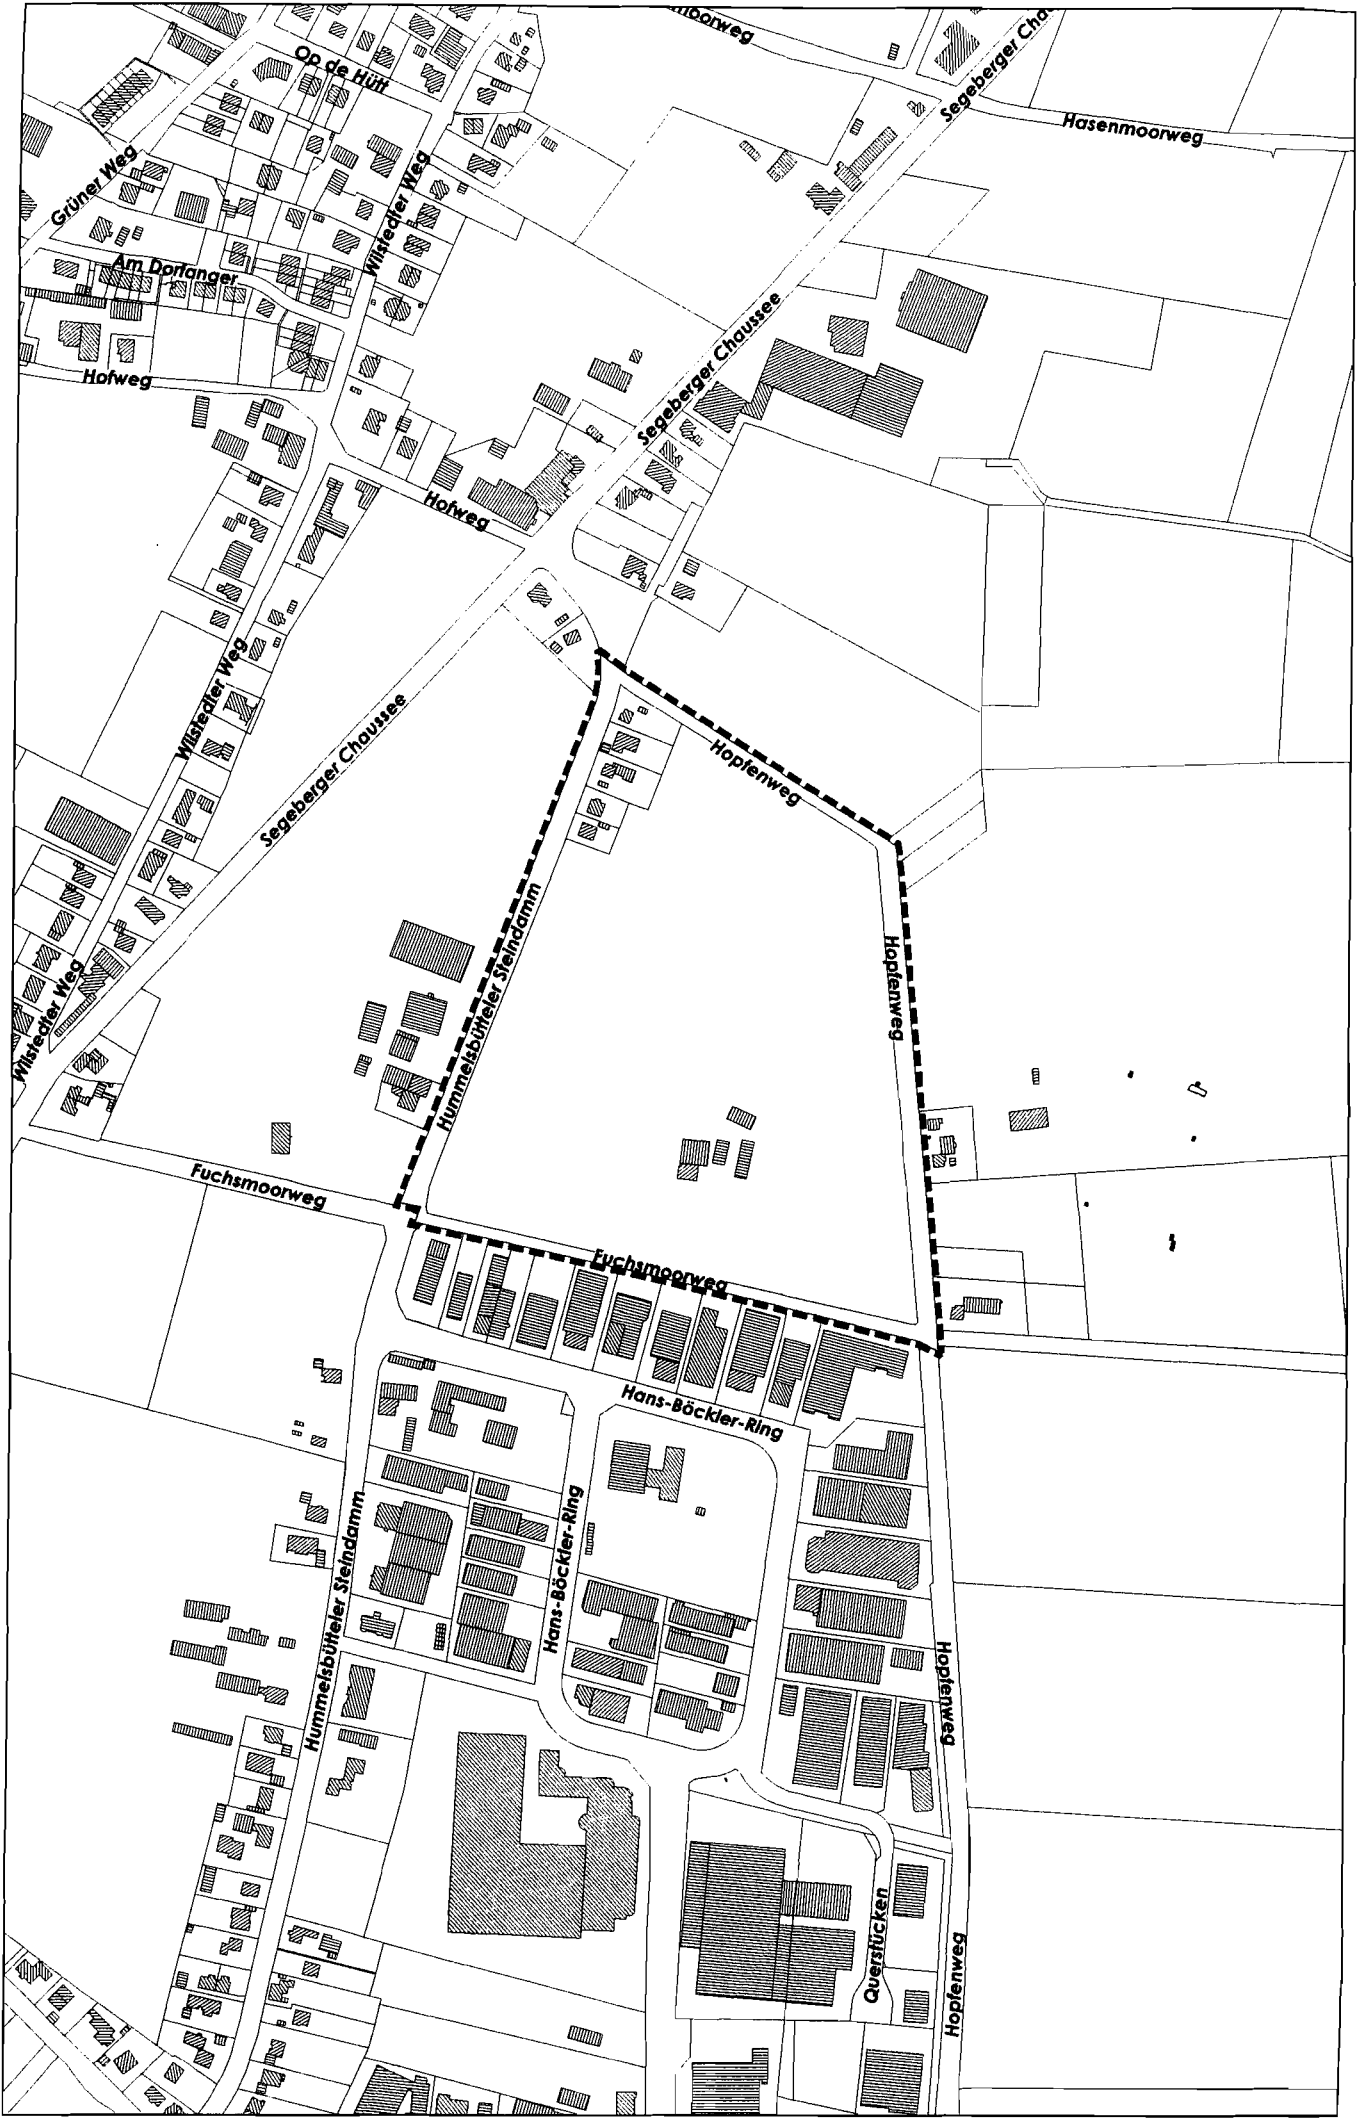 moorweg
Segeberger Chau
Op de Hütt
Hasenmoorweg
Grüner Weg
Wilstedter Weg
Am Dorfanger
Segeberger Chaussee
Hofweg
Hofweg
Wilstedter Weg
Segeberger Chaussee
Hopfenweg
Hummelsbütteler Steindamm
Hopfenweg
Wilstedter Weg
Fuchsmoorweg
Fuchsmoorweg
Hans-Böckler-Ring
Hans-Böckler-Ring
Hummelsbütteler Steindamm
Hopfenweg
Querstücken
Hopfenweg